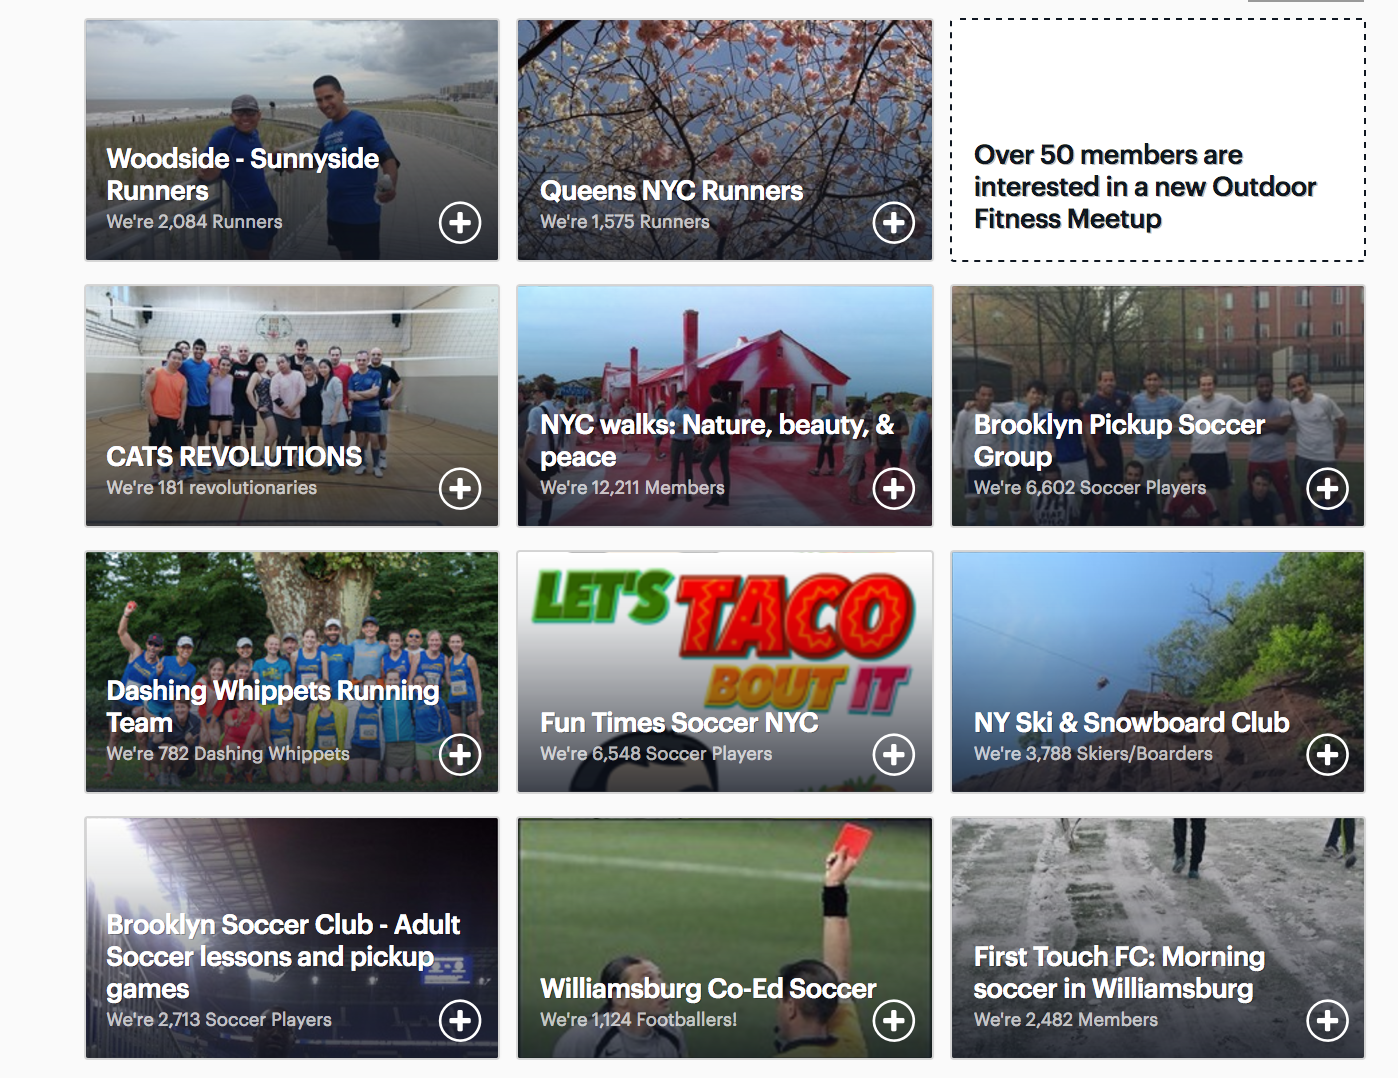 Woodside - Sunnyside
Runners
We're 2,084 Runners
Queens NYC Runners
We're 1,575 Runners
Over 50 members are
interested in a new Outdoor
Fitness Meetup
CATS REVOLUTIONS
We're 181 revolutionaries
NYC walks: Nature, beauty, &
peace
We're 12,211 Members
Brooklyn Pickup Soccer
Group
We're 6,602 Soccer Players
Dashing Whippets Running
Team
We're 782 Dashing Whippets
LET'S TACO
BOUT IT
Fun Times Soccer NYC
We're 6,548 Soccer Players
NY Ski & Snowboard Club
We're 3,788 Skiers/Boarders
Brooklyn Soccer Club - Adult
Soccer lessons and pickup
games
We're 2,713 Soccer Players
Williamsburg Co-Ed Soccer
We're 1,124 Footballers!
First Touch FC: Morning
soccer in Williamsburg
We're 2,482 Members